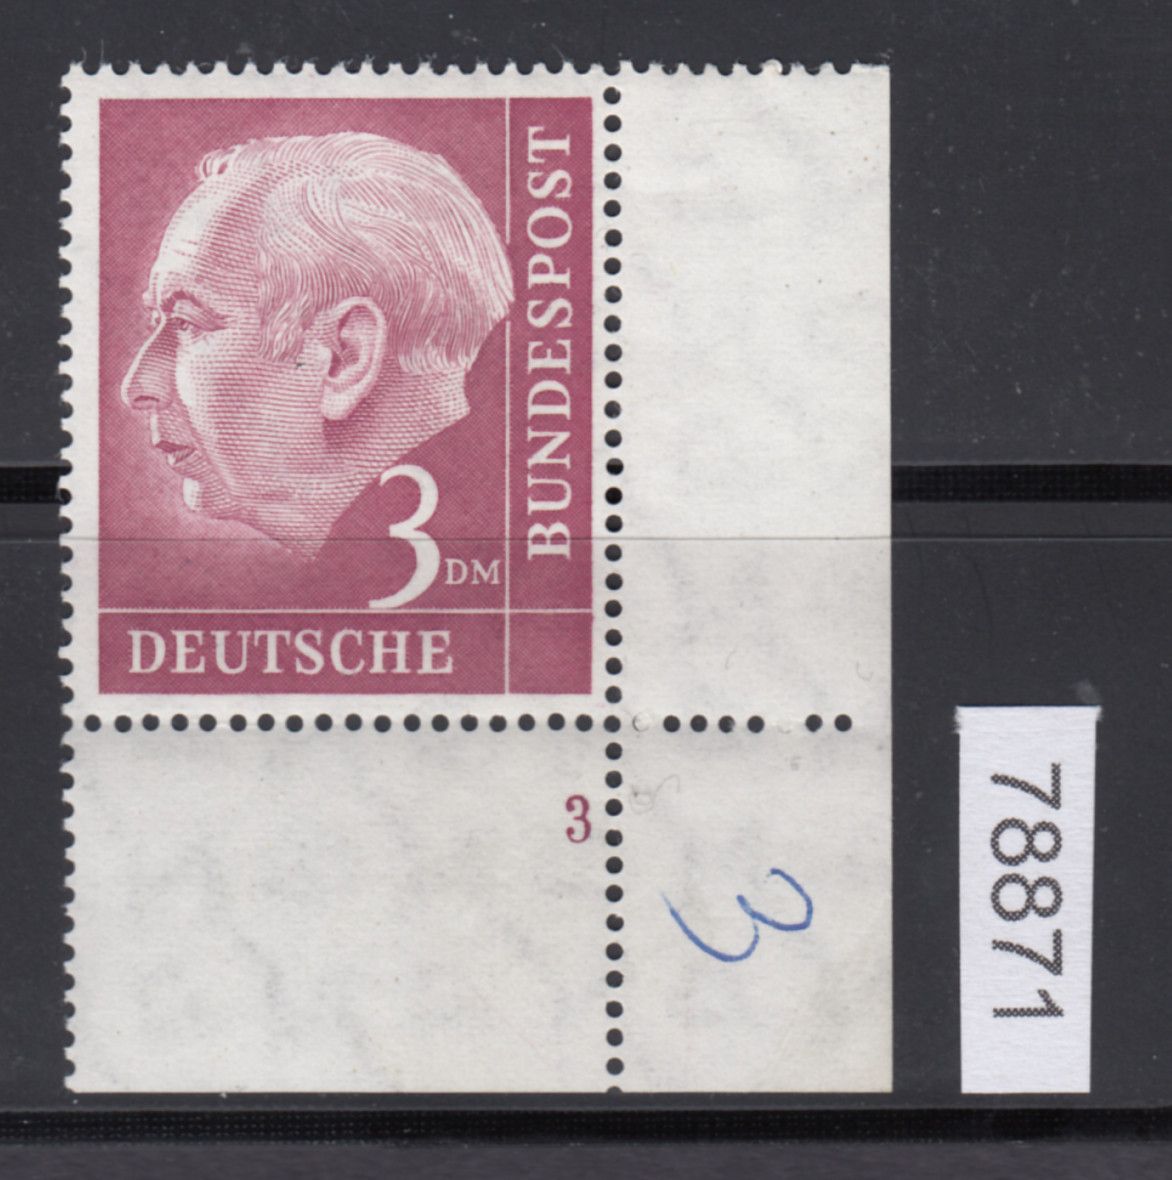 BUNDESPOST
3 DM
DEUTSCHE
3
3
78871